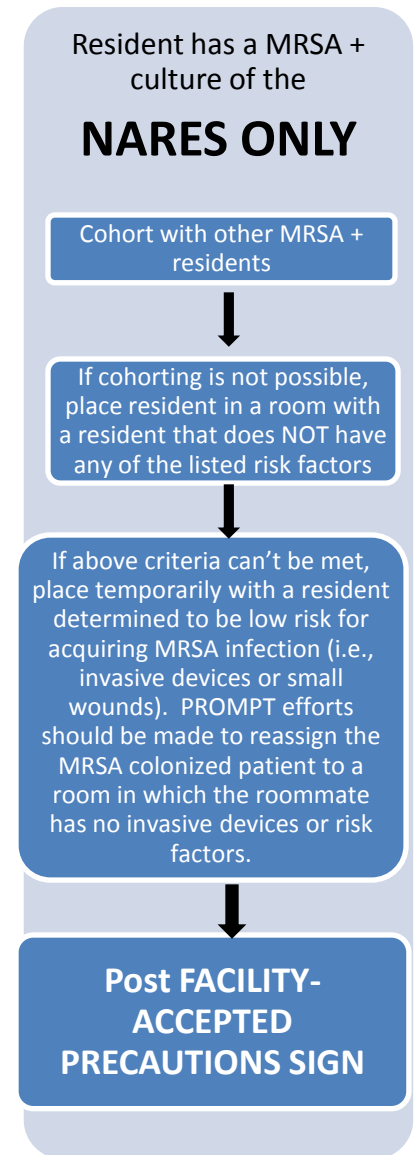 Resident has a MRSA +
culture of the
NARES ONLY
Cohort with other MRSA +
residents
If cohorting is not possible,
place resident in a room with
a resident that does NOT have
any of the listed risk factors
If above criteria can’t be met,
place temporarily with a resident
determined to be low risk for
acquiring MRSA infection (i.e.,
invasive devices or small
wounds).  PROMPT efforts
should be made to reassign the
MRSA colonized patient to a
room in which the roommate
has no invasive devices or risk
factors.
Post FACILITY-
ACCEPTED
PRECAUTIONS SIGN